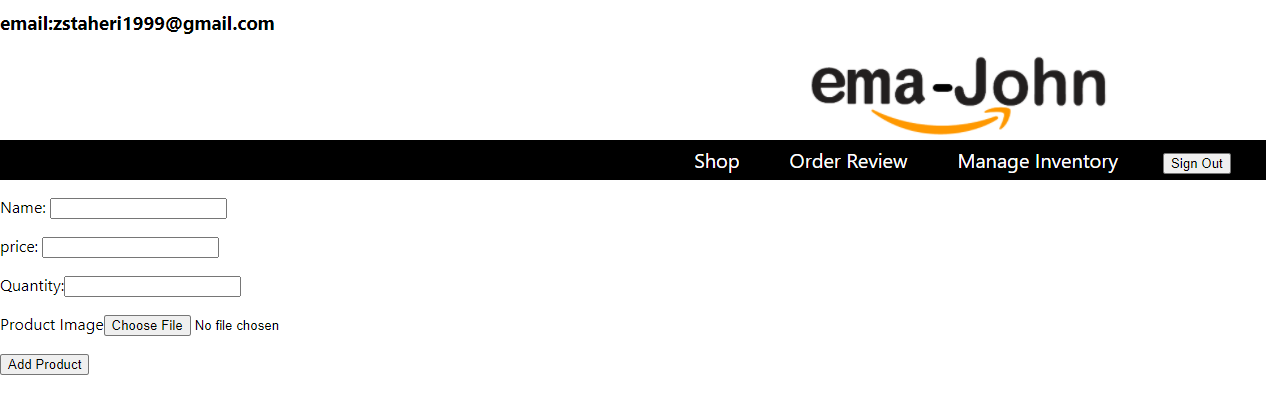 email:zstaheri1999@gmail.com
ema-John
Shop Order Review Manage Inventory Sign Out
Name:
price:
Quantity:
Product Image Choose File No file chosen
Add Product